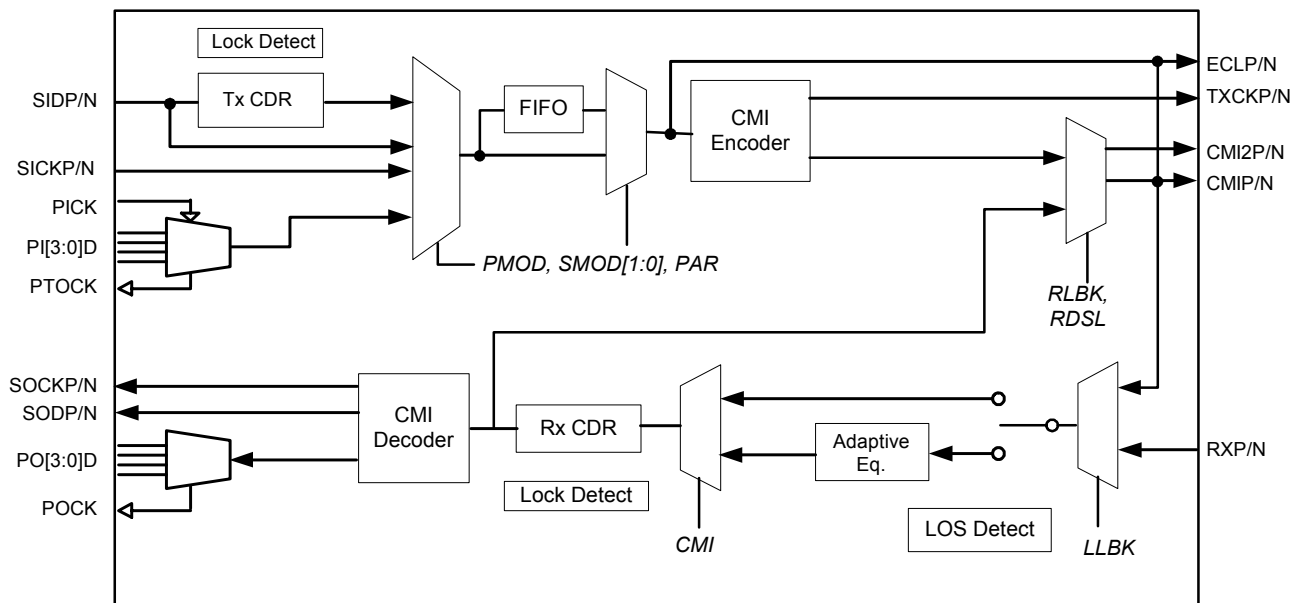 Lock Detect
SIDP/N
Tx CDR
FIFO
CMI
Encoder
ECLP/N
TXCKP/N
CMI2P/N
CMIP/N
SICKP/N
PICK
PI[3:0]D
PTOCK
PMOD, SMOD[1:0], PAR
RLBK,
RDSL
SOCKP/N
SODP/N
PO[3:0]D
POCK
CMI
Decoder
Rx CDR
Lock Detect
CMI
Adaptive
Eq.
LOS Detect
LLBK
RXP/N